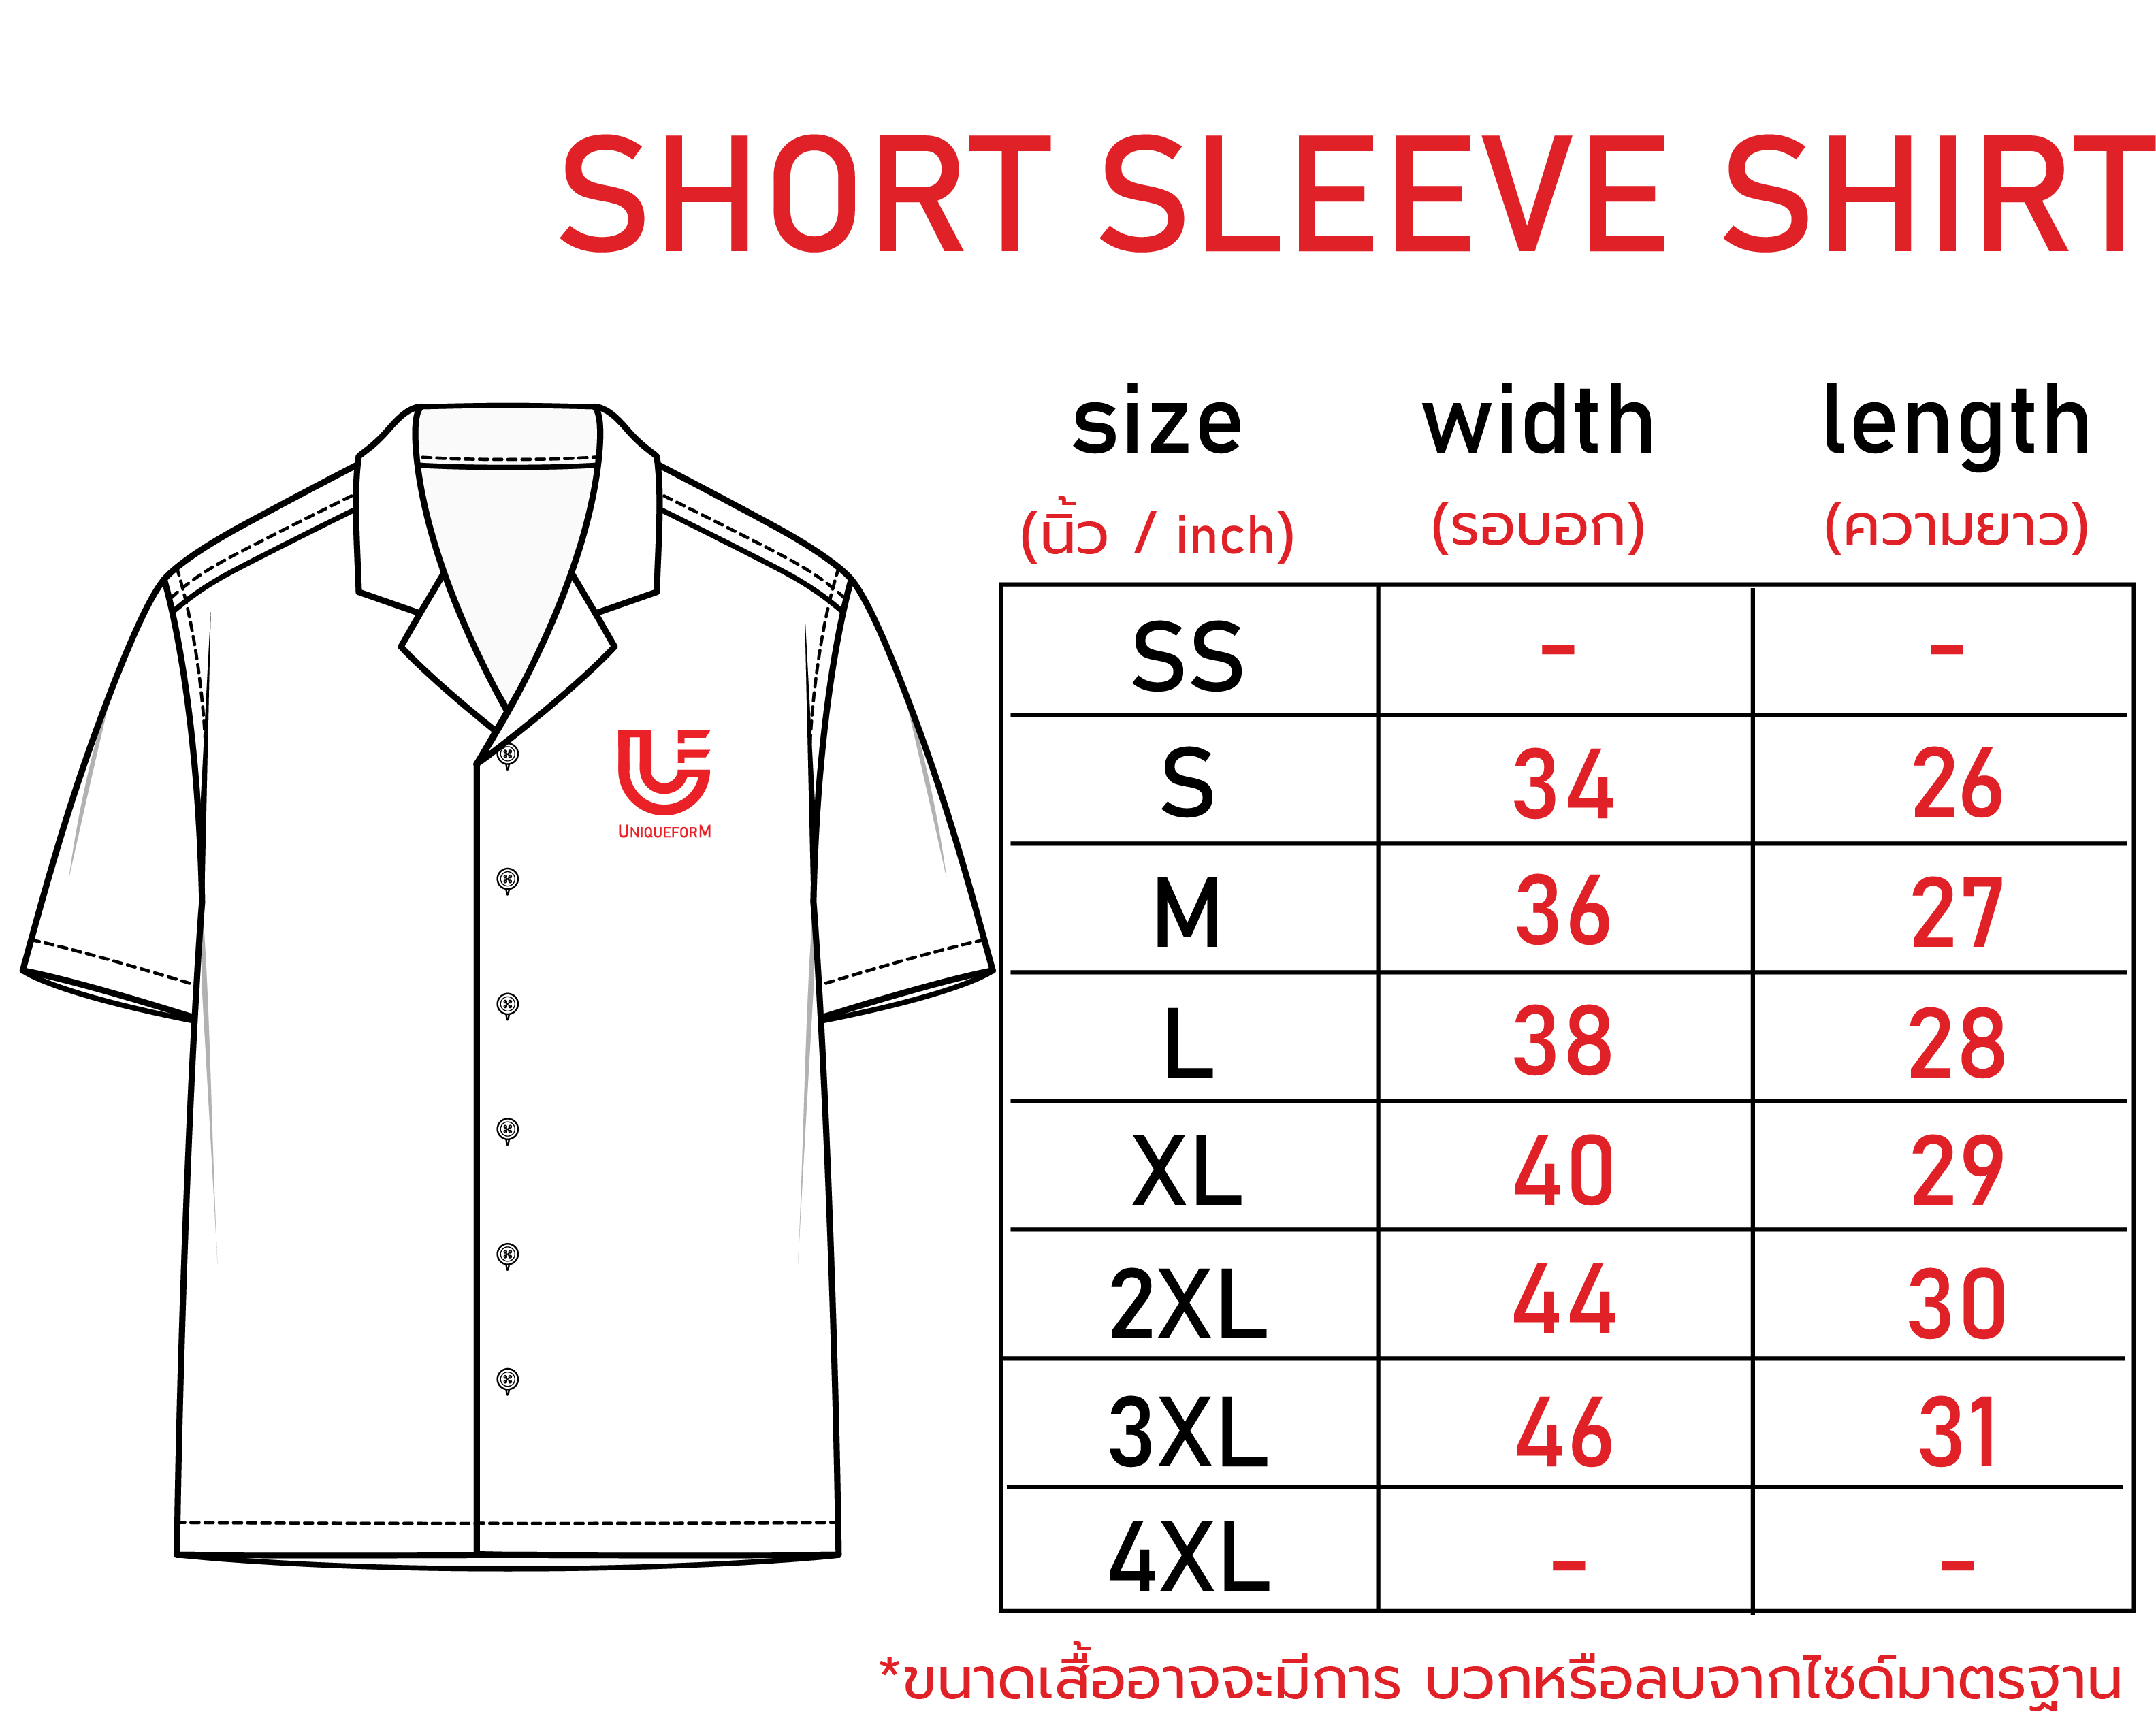 SHORT SLEEVE SHIRT
size width length
(นิ้ว / inch) (รอบอก) (ความยาว)
SS - -
S 34 26
UNIQUEFORM
M 36 27
L 38 28
XL 40 29
2XL 44 30
3XL 46 31
4XL - -
*ขนาดเสื้ออาจจะมีการ บวกหรือลบจากไซด์มาตรฐาน